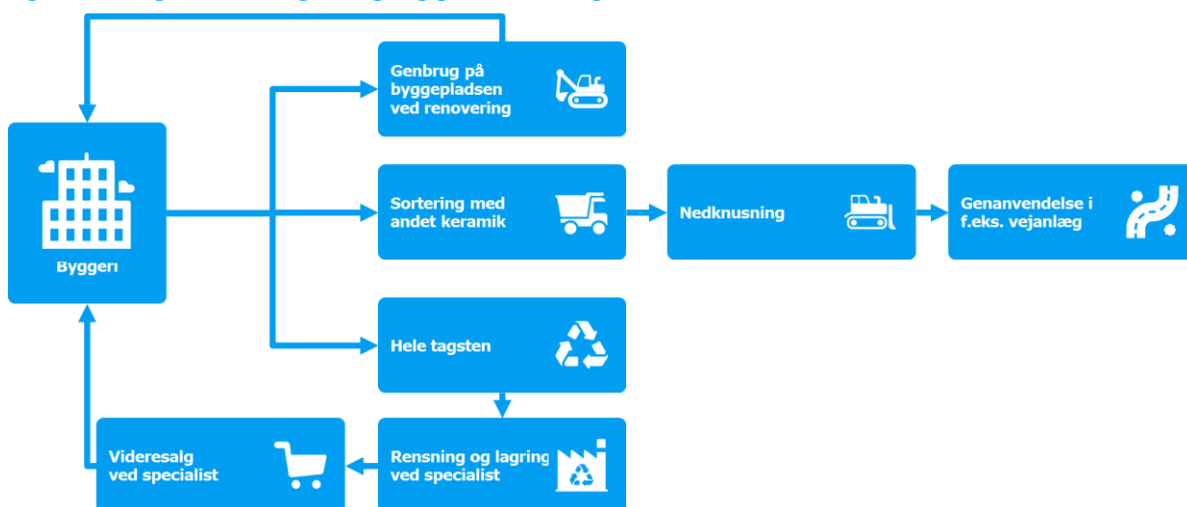 Genbrug på
byggepladsen
ved renovering
Byggeri
Sortering med
andet keramik
Nedknusning
Genanvendelse i
f.eks. vejanlæg
Hele tagsten
Videresalg
ved specialist
Rensning og lagring
ved specialist